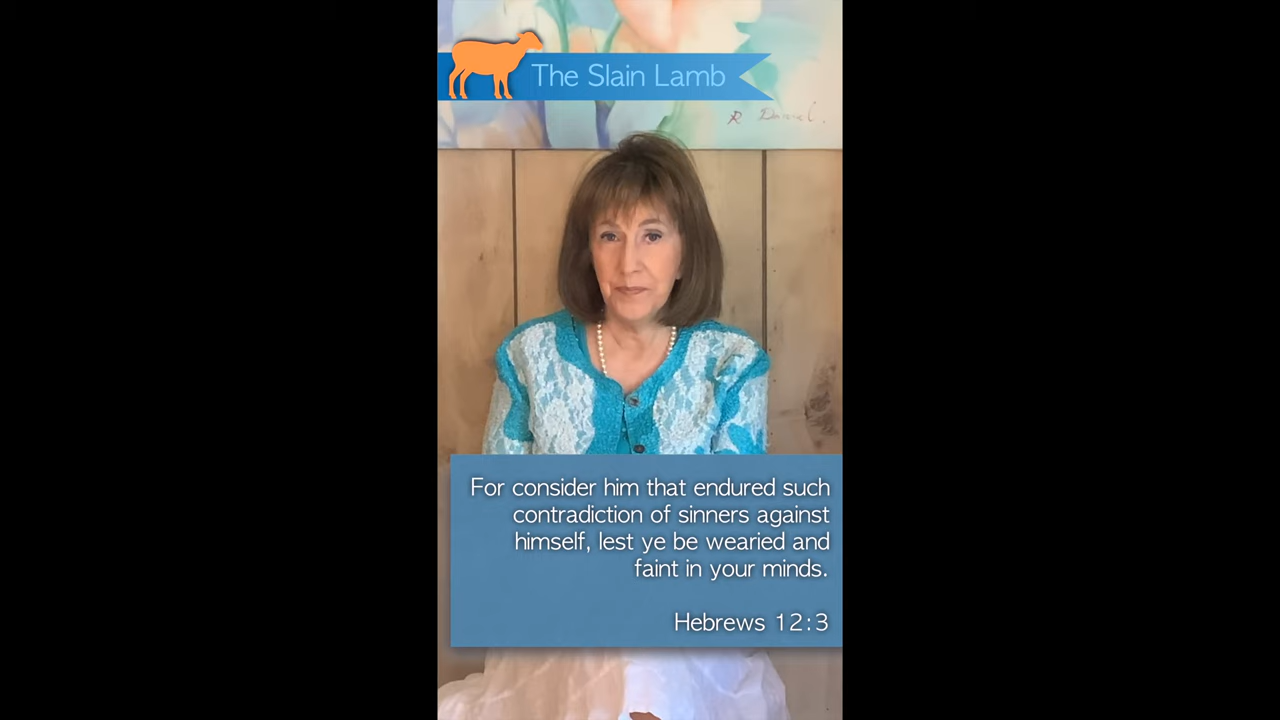 The Slain Lamb
R Daniel.
For consider him that endured such
contradiction of sinners against
himself, lest ye be wearied and
faint in your minds.
Hebrews 12:3